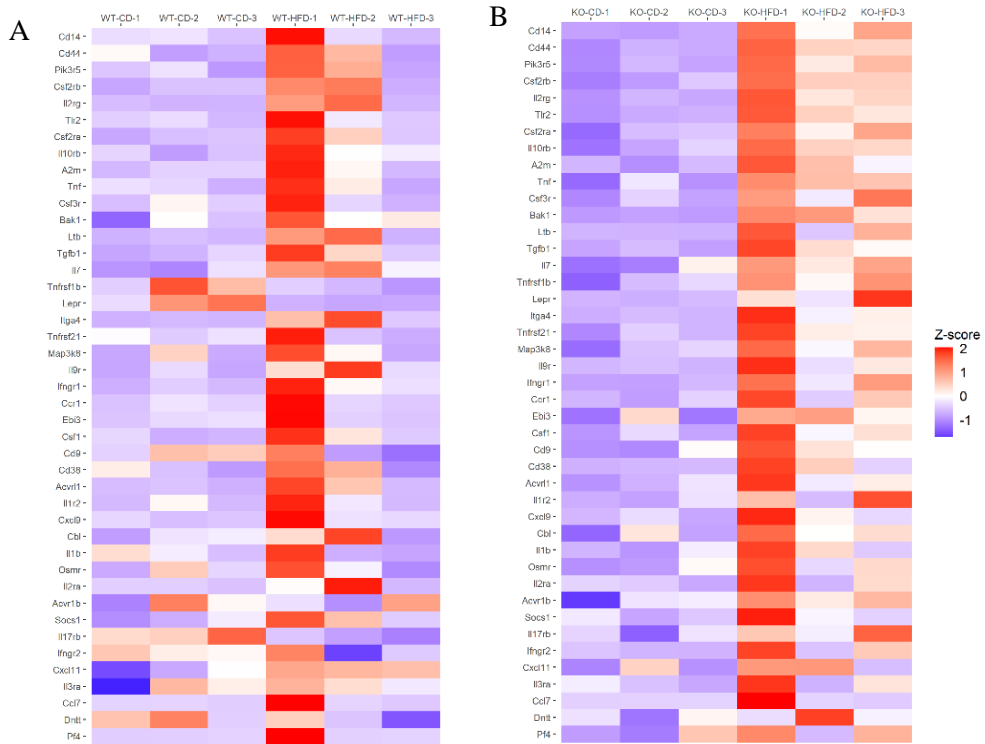 A
WT-CD-1 WT-CD-2 WT-CD-3 WT-HFD-1 WT-HFD-2 WT-HFD-3
Cd14
Cd44
Pik3r5
Csf2rb
Il2rg
Tlr2
Csf2ra
Il10rb
A2m
Tnf
Csf3r
Bak1
Ltb
Tgfb1
Il7
Tnfrsf1b
Lepr
Itga4
Tnfrsf21
Map3k8
Il9r
Ifngr1
Ccr1
Ebi3
Csf1
Cd9
Cd38
Acvrl1
Il1r2
Cxcl9
Cbl
Il1b
Osmr
Il2ra
Acvr1b
Socs1
Il17rb
Ifngr2
Cxcl11
Il3ra
Ccl7
Dntt
Pf4
B
KO-CD-1 KO-CD-2 KO-CD-3 KO-HFD-1 KO-HFD-2 KO-HFD-3
Cd14
Cd44
Pik3r5
Csf2rb
Il2rg
Tlr2
Csf2ra
Il10rb
A2m
Tnf
Csf3r
Bak1
Ltb
Tgfb1
Il7
Tnfrsf1b
Lepr
Itga4
Tnfrsf21
Map3k8
Il9r
Ifngr1
Ccr1
Ebi3
Csf1
Cd9
Cd38
Acvrl1
Il1r2
Cxcl9
Cbl
Il1b
Osmr
Il2ra
Acvr1b
Socs1
Il17rb
Ifngr2
Cxcl11
Il3ra
Ccl7
Dntt
Pf4
Z-score
2
1
0
-1